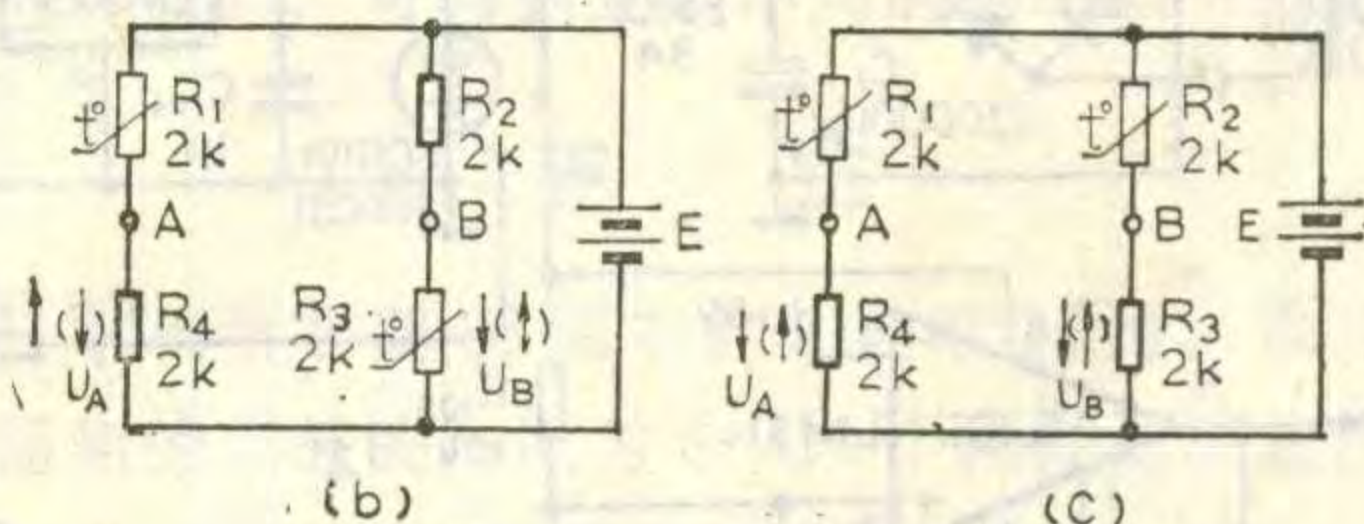 t° R1 2k
R2 2k
A
B
E
R4 2k
UA
R3 2k t°
UB
(b)
t° R1 2k
t° R2 2k
A
B
E
R4 2k
UA
R3 2k
UB
(c)